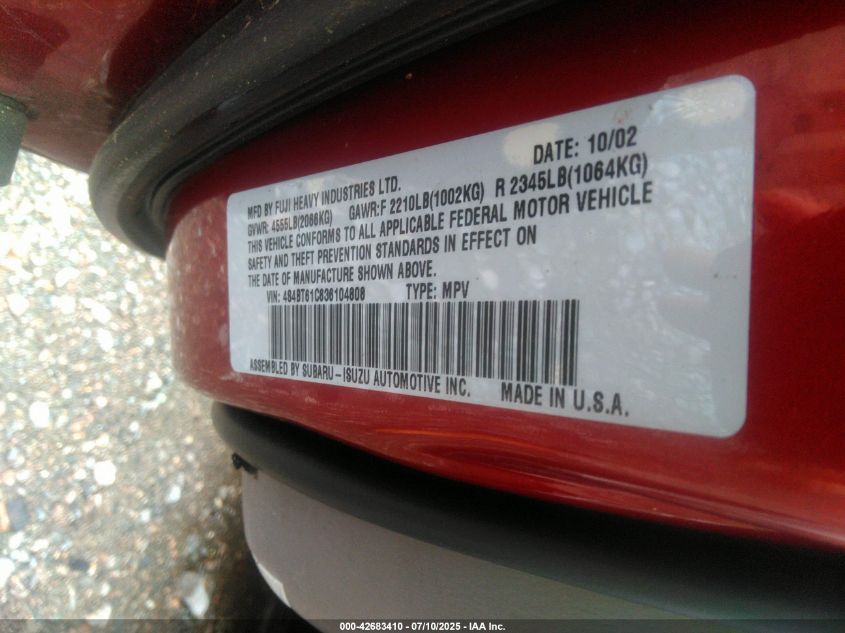 MFD BY FUJI HEAVY INDUSTRIES LTD. DATE: 10/02
GVWR: 4555LB(2066KG) GAWR:F 2210LB(1002KG) R 2345LB(1064KG)
THIS VEHICLE CONFORMS TO ALL APPLICABLE FEDERAL MOTOR VEHICLE
SAFETY AND THEFT PREVENTION STANDARDS IN EFFECT ON
THE DATE OF MANUFACTURE SHOWN ABOVE.
VIN: 4S4BT61C836104808 TYPE: MPV
ASSEMBLED BY SUBARU-ISUZU AUTOMOTIVE INC. MADE IN U.S.A.
000-42683410 - 07/10/2025 - IAA Inc.